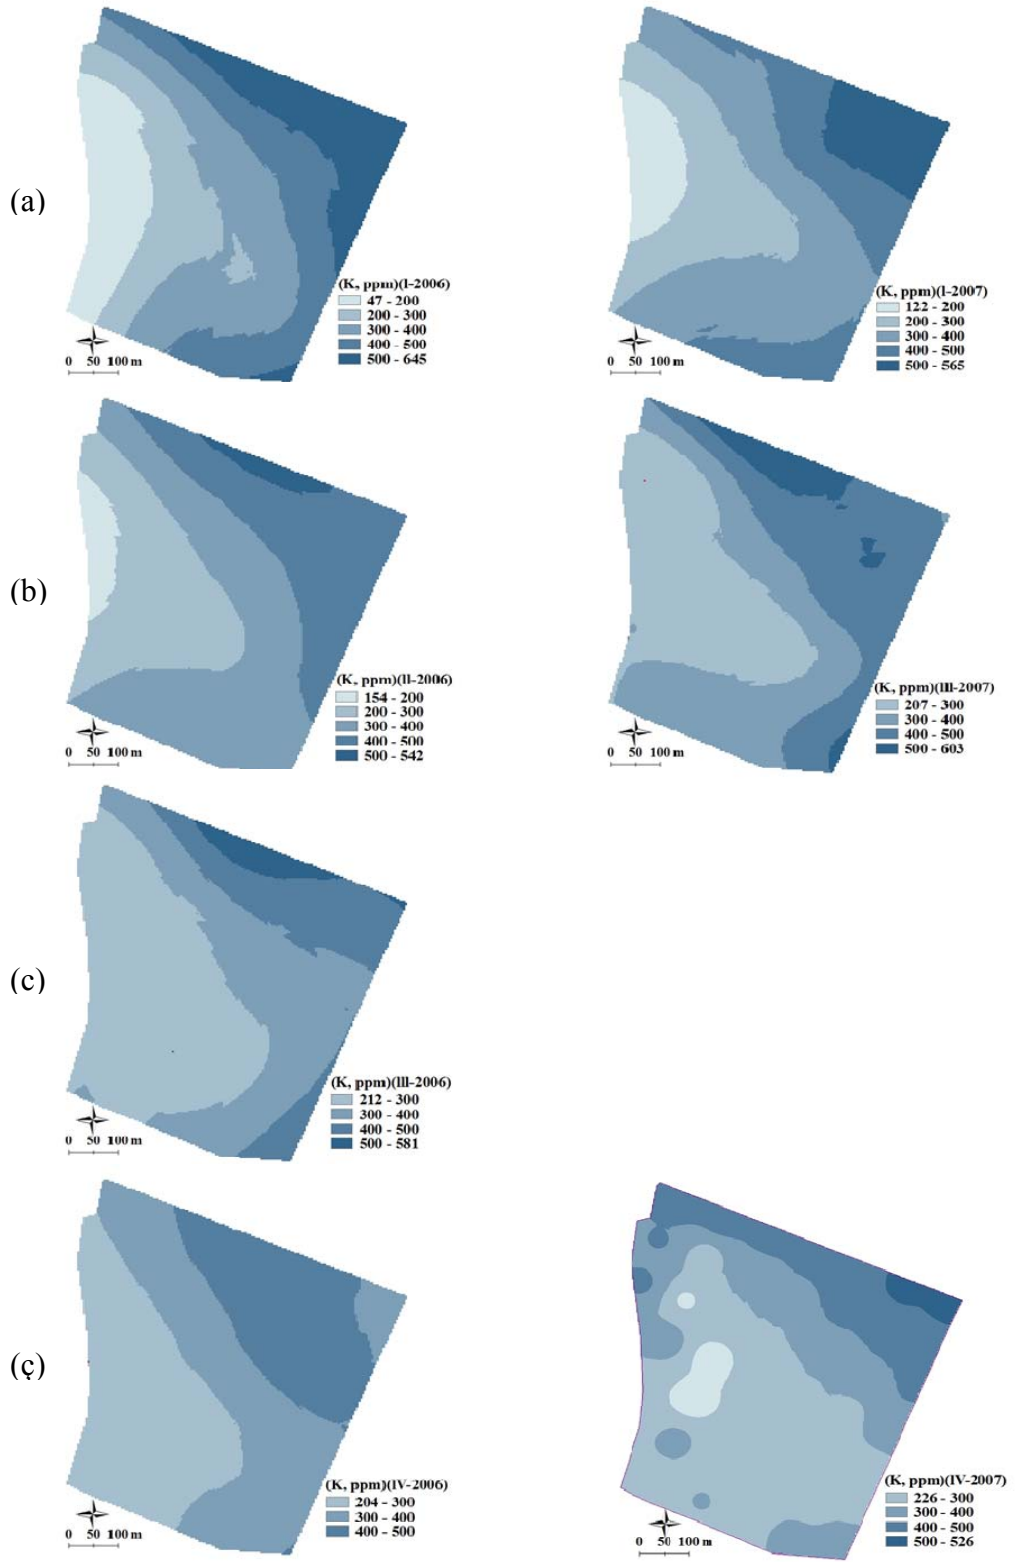 (a)
(K, ppm)(I-2006)
47 - 200
200 - 300
300 - 400
400 - 500
500 - 645
0 50 100 m
(K, ppm)(I-2007)
122 - 200
200 - 300
300 - 400
400 - 500
500 - 565
0 50 100 m
(b)
(K, ppm)(II-2006)
154 - 200
200 - 300
300 - 400
400 - 500
500 - 542
0 50 100 m
(K, ppm)(III-2007)
207 - 300
300 - 400
400 - 500
500 - 603
0 50 100 m
(c)
(K, ppm)(III-2006)
212 - 300
300 - 400
400 - 500
500 - 581
0 50 100 m
(ç)
(K, ppm)(IV-2006)
204 - 300
300 - 400
400 - 500
0 50 100 m
(K, ppm)(IV-2007)
226 - 300
300 - 400
400 - 500
500 - 526
0 50 100 m